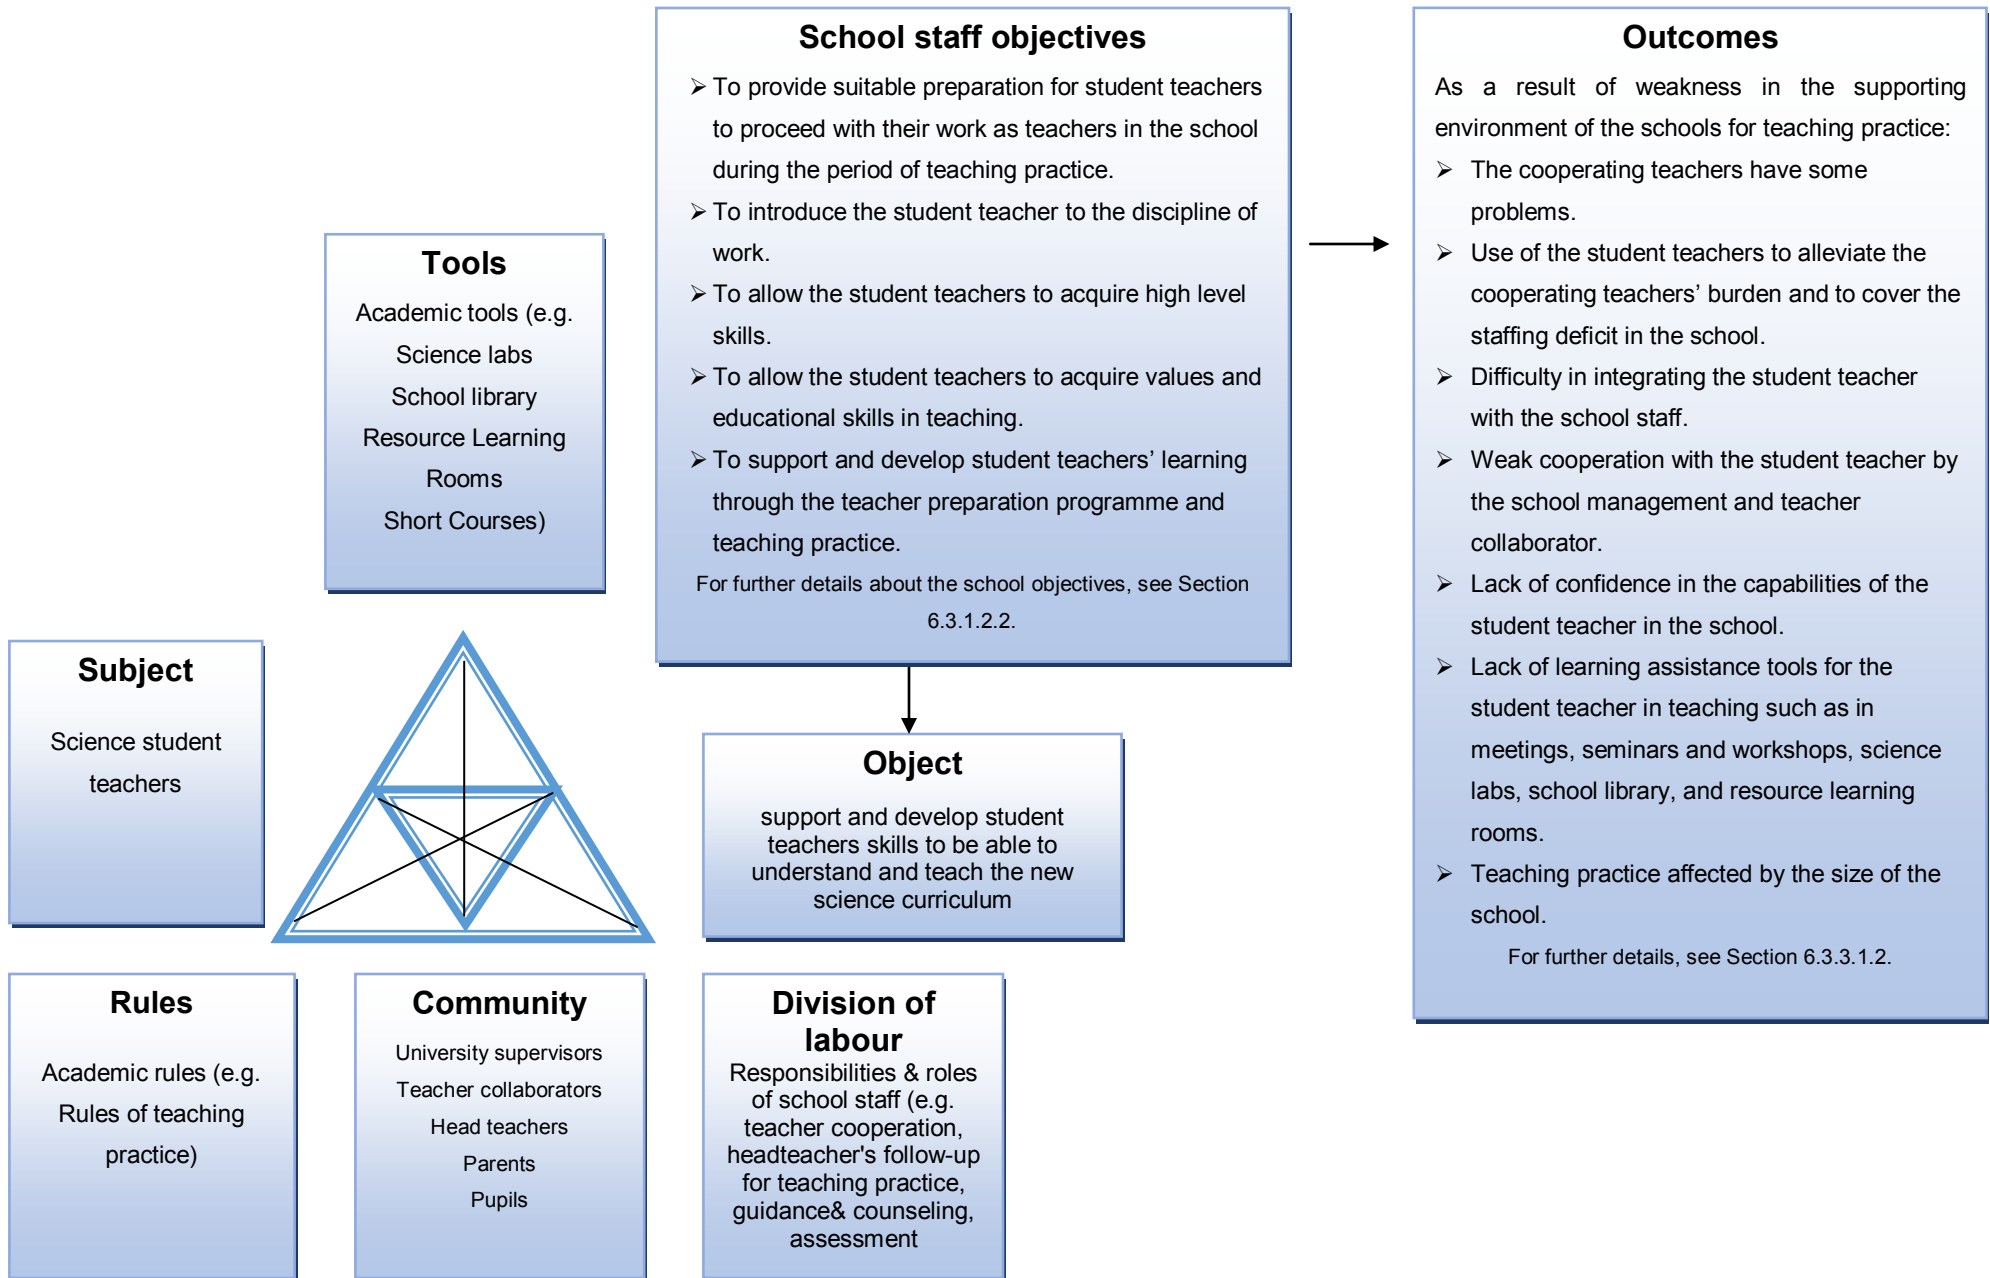 School staff objectives
➢ To provide suitable preparation for student teachers
to proceed with their work as teachers in the school
during the period of teaching practice.
➢ To introduce the student teacher to the discipline of
work.
➢ To allow the student teachers to acquire high level
skills.
➢ To allow the student teachers to acquire values and
educational skills in teaching.
➢ To support and develop student teachers’ learning
through the teacher preparation programme and
teaching practice.
For further details about the school objectives, see Section
6.3.1.2.2.
Outcomes
As a result of weakness in the supporting
environment of the schools for teaching practice:
➢ The cooperating teachers have some
problems.
➢ Use of the student teachers to alleviate the
cooperating teachers’ burden and to cover the
staffing deficit in the school.
➢ Difficulty in integrating the student teacher
with the school staff.
➢ Weak cooperation with the student teacher by
the school management and teacher
collaborator.
➢ Lack of confidence in the capabilities of the
student teacher in the school.
➢ Lack of learning assistance tools for the
student teacher in teaching such as in
meetings, seminars and workshops, science
labs, school library, and resource learning
rooms.
➢ Teaching practice affected by the size of the
school.
For further details, see Section 6.3.3.1.2.
Tools
Academic tools (e.g.
Science labs
School library
Resource Learning
Rooms
Short Courses)
Subject
Science student
teachers
Object
support and develop student
teachers skills to be able to
understand and teach the new
science curriculum
Rules
Academic rules (e.g.
Rules of teaching
practice)
Community
University supervisors
Teacher collaborators
Head teachers
Parents
Pupils
Division of
labour
Responsibilities & roles
of school staff (e.g.
teacher cooperation,
headteacher's follow-up
for teaching practice,
guidance& counseling,
assessment